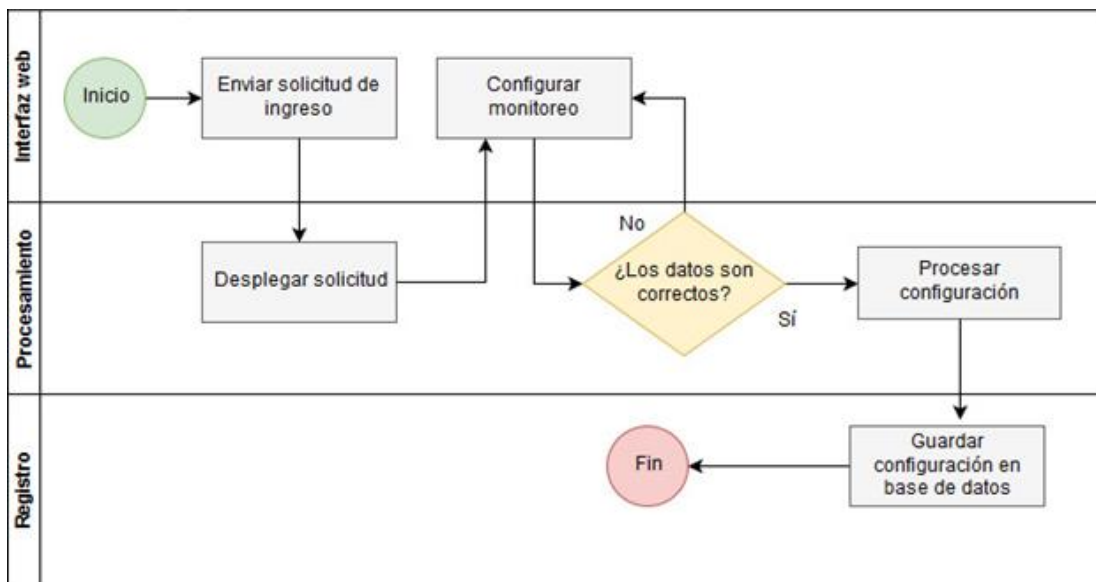 Interfaz web
Inicio
Enviar solicitud de
ingreso
Configurar
monitoreo
Procesamiento
Desplegar solicitud
No
¿Los datos son
correctos?
Sí
Procesar
configuración
Registro
Fin
Guardar
configuración en
base de datos